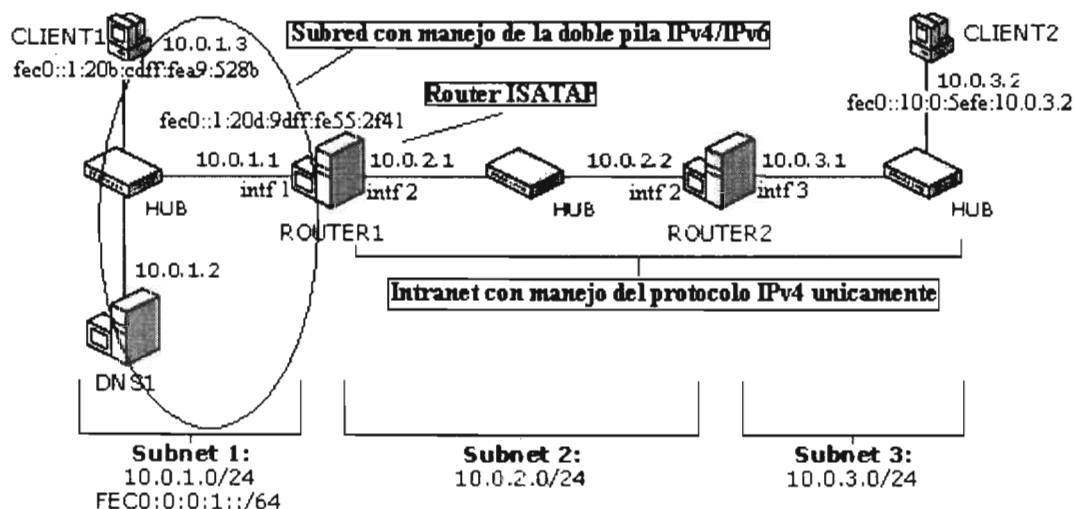 CLIENT1
10.0.1.3
fec0::1:20b:cdff:fea9:528b
Subred con manejo de la doble pila IPv4/IPv6
CLIENT2
10.0.3.2
fec0::10:0:5efe:10.0.3.2
Router ISATAP
fec0::1:20d:9dff:fe55:2f41
10.0.1.1
intf 1
10.0.2.1
intf 2
10.0.2.2
intf 2
10.0.3.1
intf 3
HUB
ROUTER1
HUB
ROUTER2
HUB
10.0.1.2
DNS1
Intranet con manejo del protocolo IPv4 unicamente
Subnet 1:
10.0.1.0/24
FEC0:0:0:1::/64
Subnet 2:
10.0.2.0/24
Subnet 3:
10.0.3.0/24